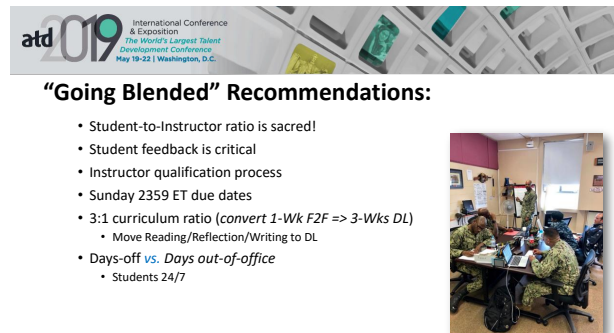 atd 2019
International Conference
& Exposition
The World's Largest Talent
Development Conference
May 19-22 | Washington, D.C.
“Going Blended” Recommendations:
• Student-to-Instructor ratio is sacred!
• Student feedback is critical
• Instructor qualification process
• Sunday 2359 ET due dates
• 3:1 curriculum ratio (convert 1-Wk F2F => 3-Wks DL)
• Move Reading/Reflection/Writing to DL
• Days-off vs. Days out-of-office
• Students 24/7